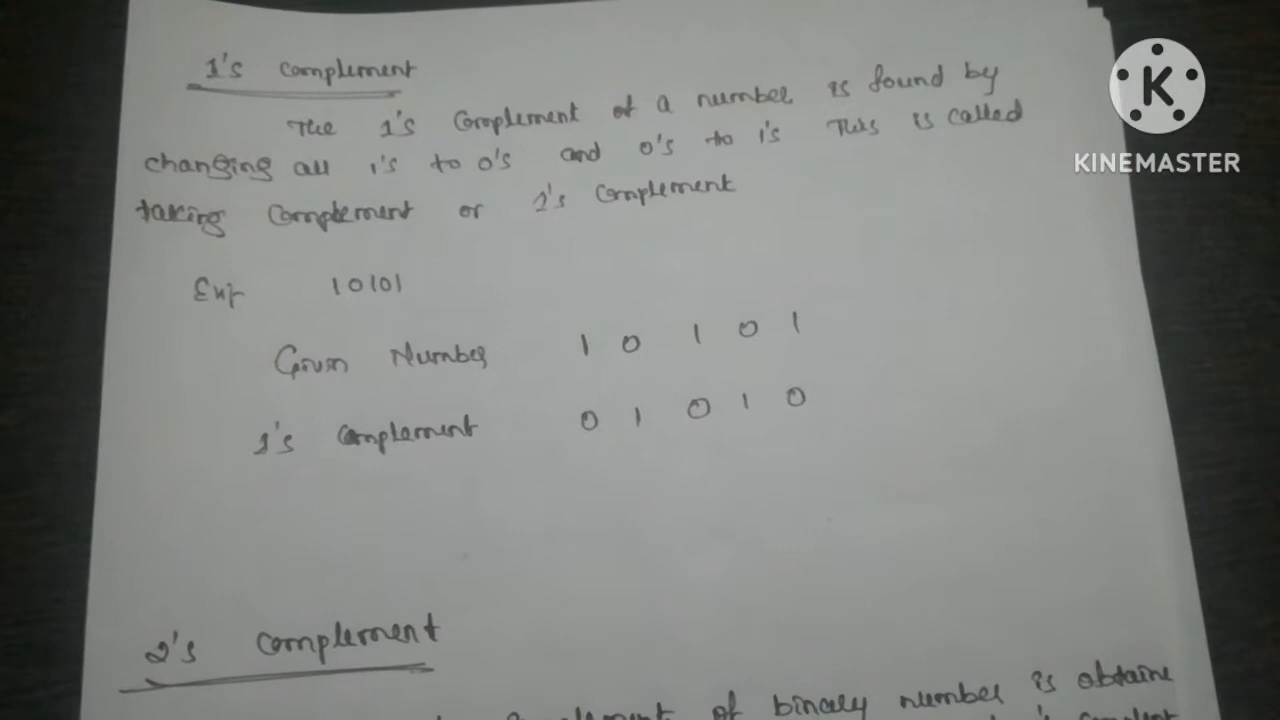 1's complement
The 1's complement of a number is found by
changing all 1's to 0's and 0's to 1's This is called
taking complement or 1's complement
Exp 10101
Given Number 1 0 1 0 1
1's complement 0 1 0 1 0
2's complement
of binary number is obtaine
KINEMASTER